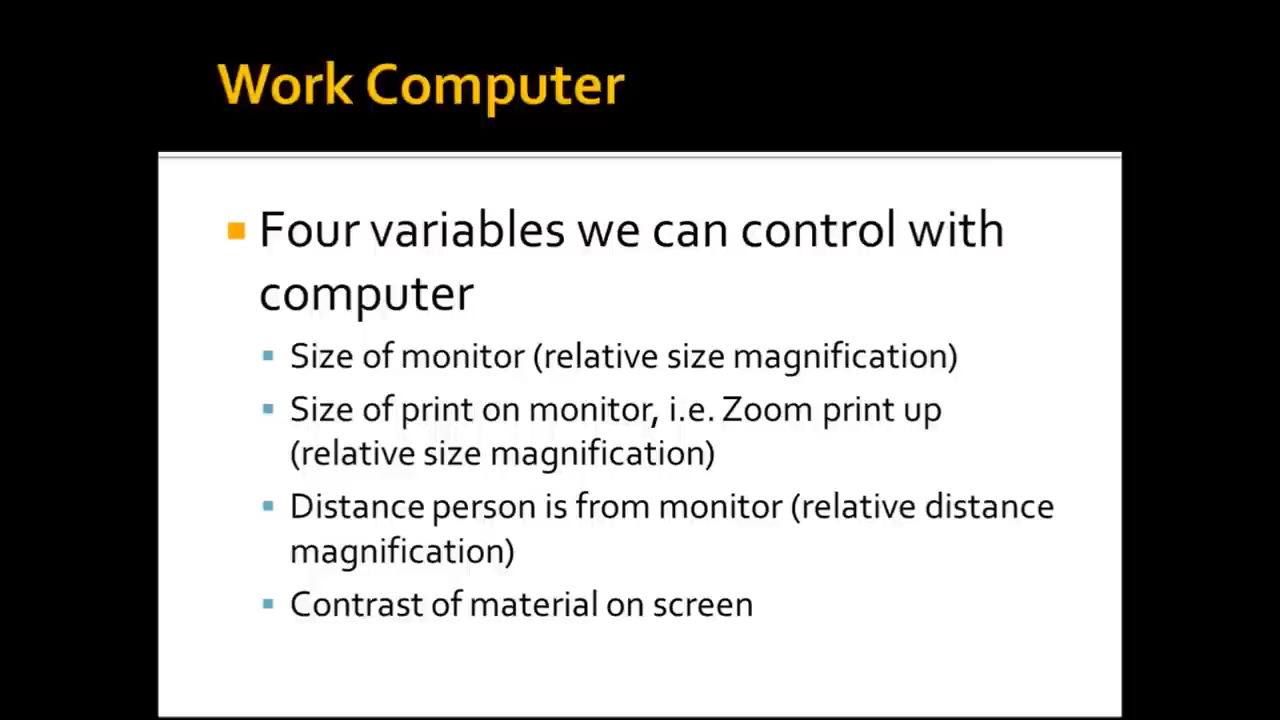 Work Computer
Four variables we can control with
computer
Size of monitor (relative size magnification)
Size of print on monitor, i.e. Zoom print up
(relative size magnification)
Distance person is from monitor (relative distance
magnification)
Contrast of material on screen